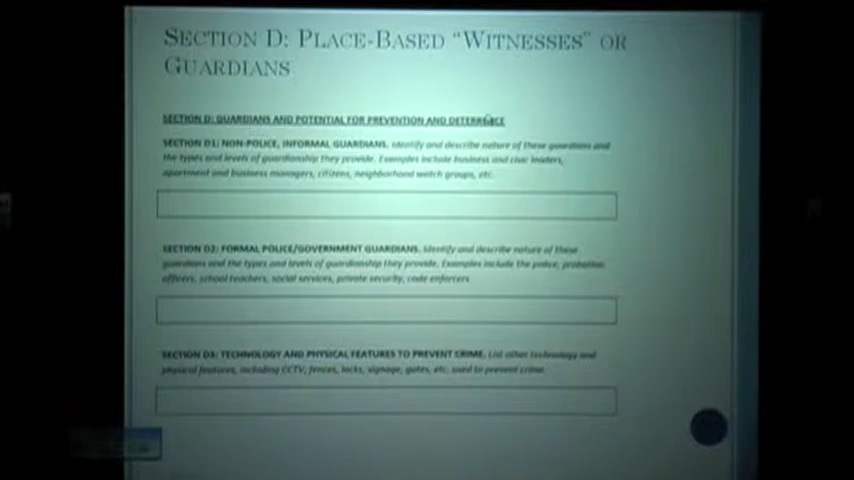 SECTION D: PLACE-BASED “WITNESSES” OR
GUARDIANS
SECTION D: GUARDIANS AND POTENTIAL FOR PREVENTION AND DETERRENCE
SECTION D1: NON-POLICE, INFORMAL GUARDIANS. Identify and describe nature of these guardians and
the types and levels of guardianship they provide. Examples include business and civic leaders,
apartment and business managers, citizens, neighborhood watch groups, etc.
SECTION D2: FORMAL POLICE/GOVERNMENT GUARDIANS. Identify and describe nature of these
guardians and the types and levels of guardianship they provide. Examples include the police, probation
officers, school teachers, social services, private security, code enforcers
SECTION D3: TECHNOLOGY AND PHYSICAL FEATURES TO PREVENT CRIME. List other technology and
physical features, including CCTV, fences, locks, signage, gates, etc. used to prevent crime.